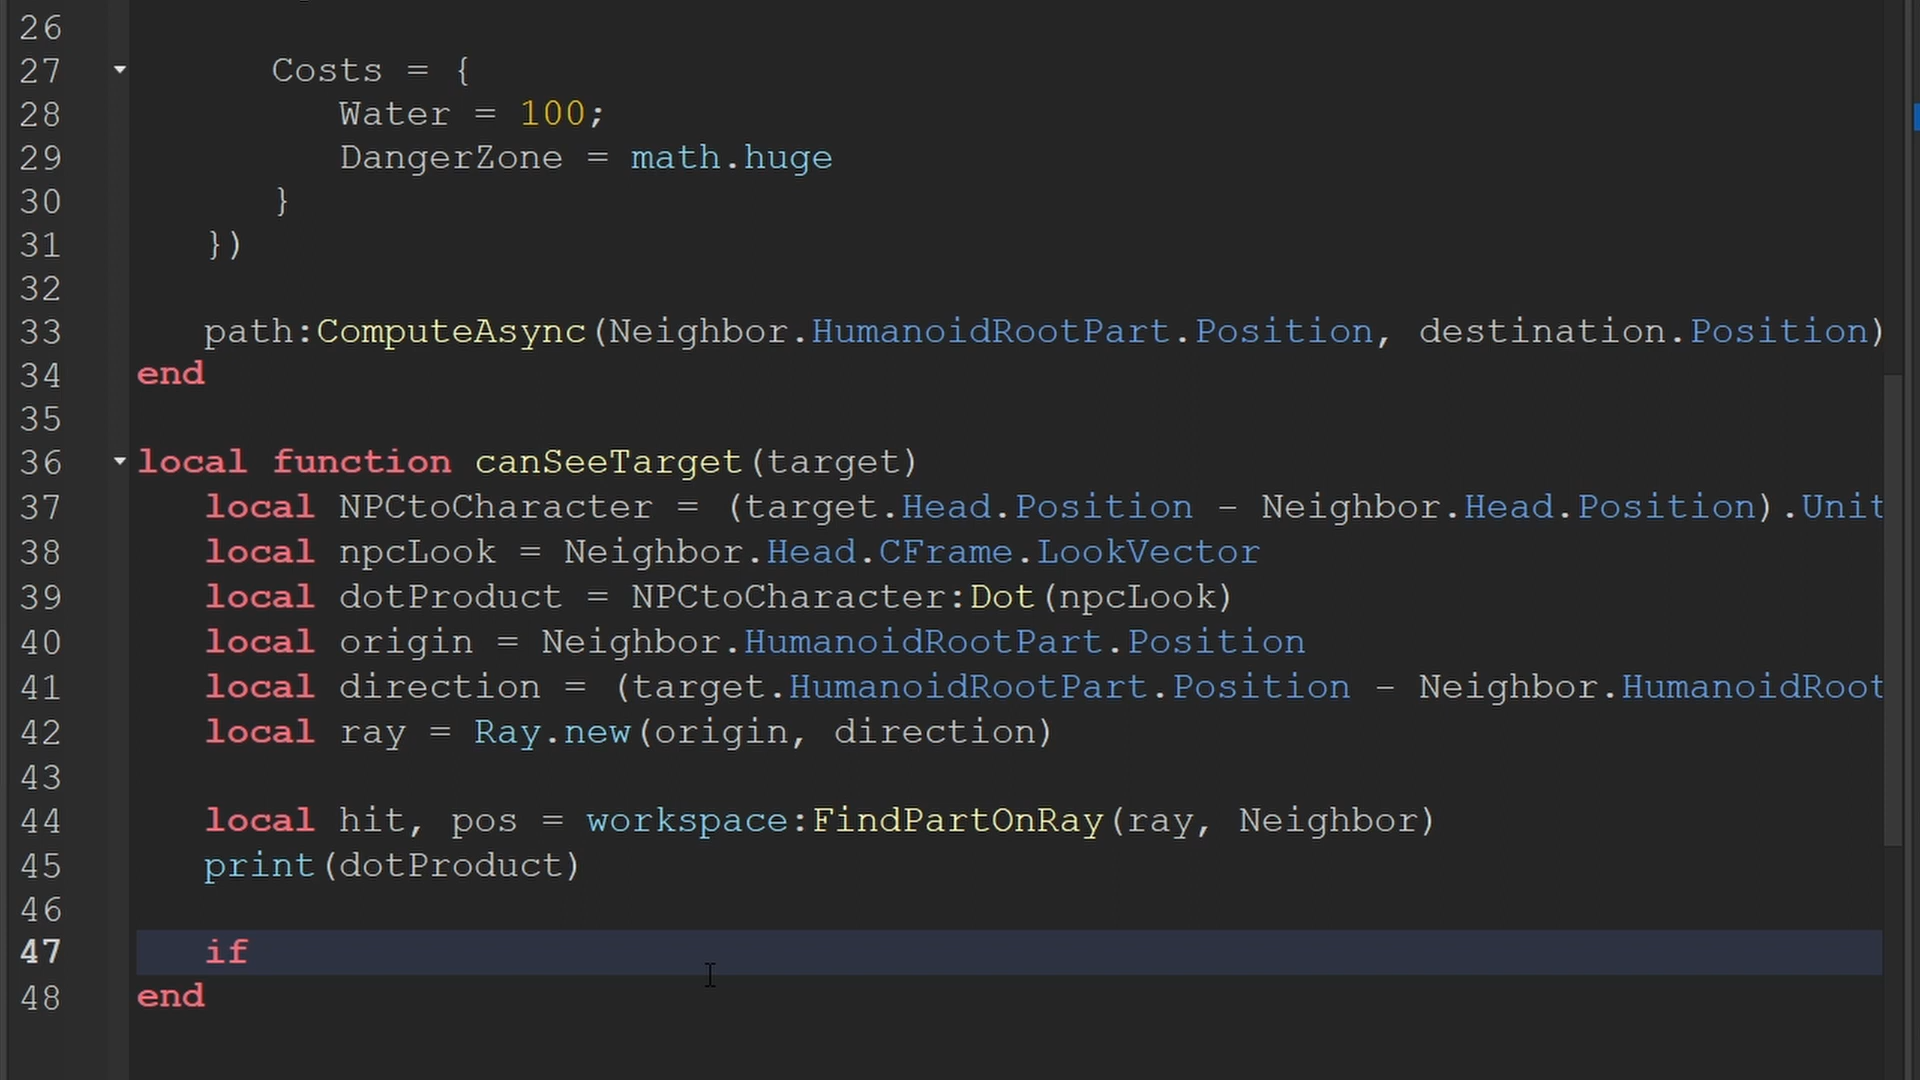 26
27 Costs = {
28 Water = 100;
29 DangerZone = math.huge
30 }
31 })
32
33 path:ComputeAsync(Neighbor.HumanoidRootPart.Position, destination.Position)
34 end
35
36 local function canSeeTarget(target)
37 local NPCtoCharacter = (target.Head.Position - Neighbor.Head.Position).Unit
38 local npcLook = Neighbor.Head.CFrame.LookVector
39 local dotProduct = NPCtoCharacter:Dot(npcLook)
40 local origin = Neighbor.HumanoidRootPart.Position
41 local direction = (target.HumanoidRootPart.Position - Neighbor.HumanoidRoot
42 local ray = Ray.new(origin, direction)
43
44 local hit, pos = workspace:FindPartOnRay(ray, Neighbor)
45 print(dotProduct)
46
47 if
48 end